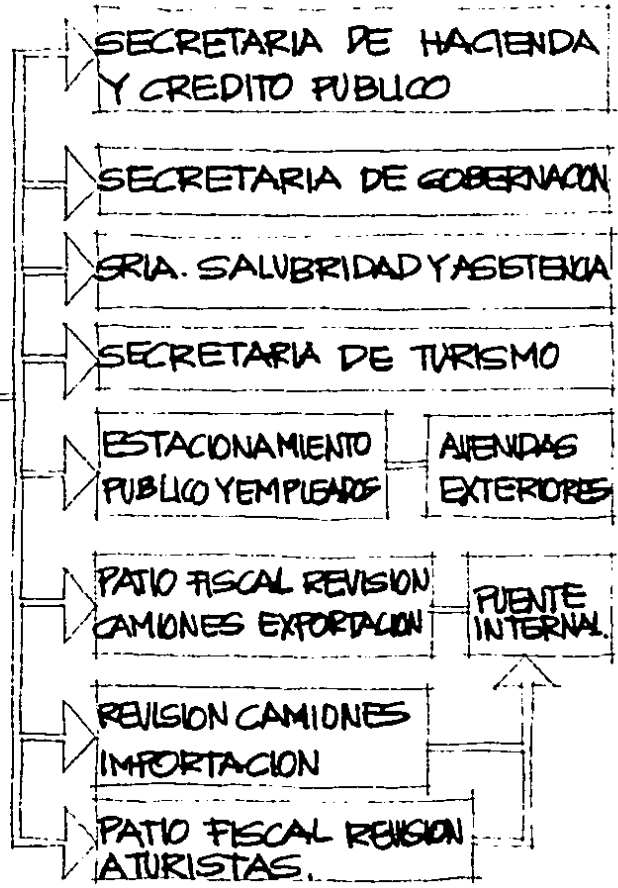 SECRETARIA DE HACIENDA
Y CREDITO PUBLICO
SECRETARIA DE GOBERNACION
SRIA. SALUBRIDAD Y ASISTENCIA
SECRETARIA DE TURISMO
ESTACIONAMIENTO
PUBLICO Y EMPLEADOS
AVENIDAS
EXTERIORES
PATIO FISCAL REVISION
CAMIONES EXPORTACION
PUENTE
INTERNAL.
REVISION CAMIONES
IMPORTACION
PATIO FISCAL REVISION
A TURISTAS.